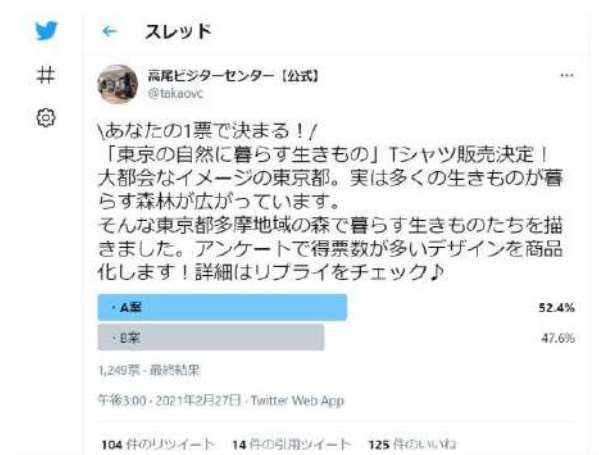 スレッド
高尾ビジターセンター【公式】
@takaovc
\あなたの1票で決まる！/
「東京の自然に暮らす生きもの」Tシャツ販売決定！
大都会なイメージの東京都。実は多くの生きものが暮
らす森林が広がっています。
そんな東京都多摩地域の森で暮らす生きものたちを描
きました。アンケートで得票数が多いデザインを商品
化します！詳細はリプライをチェック♪
・A案 52.4%
・B案 47.6%
1,249票・最終結果
午後3:00・2021年2月27日・Twitter Web App
104 件のリツイート 14 件の引用ツイート 125 件のいいね